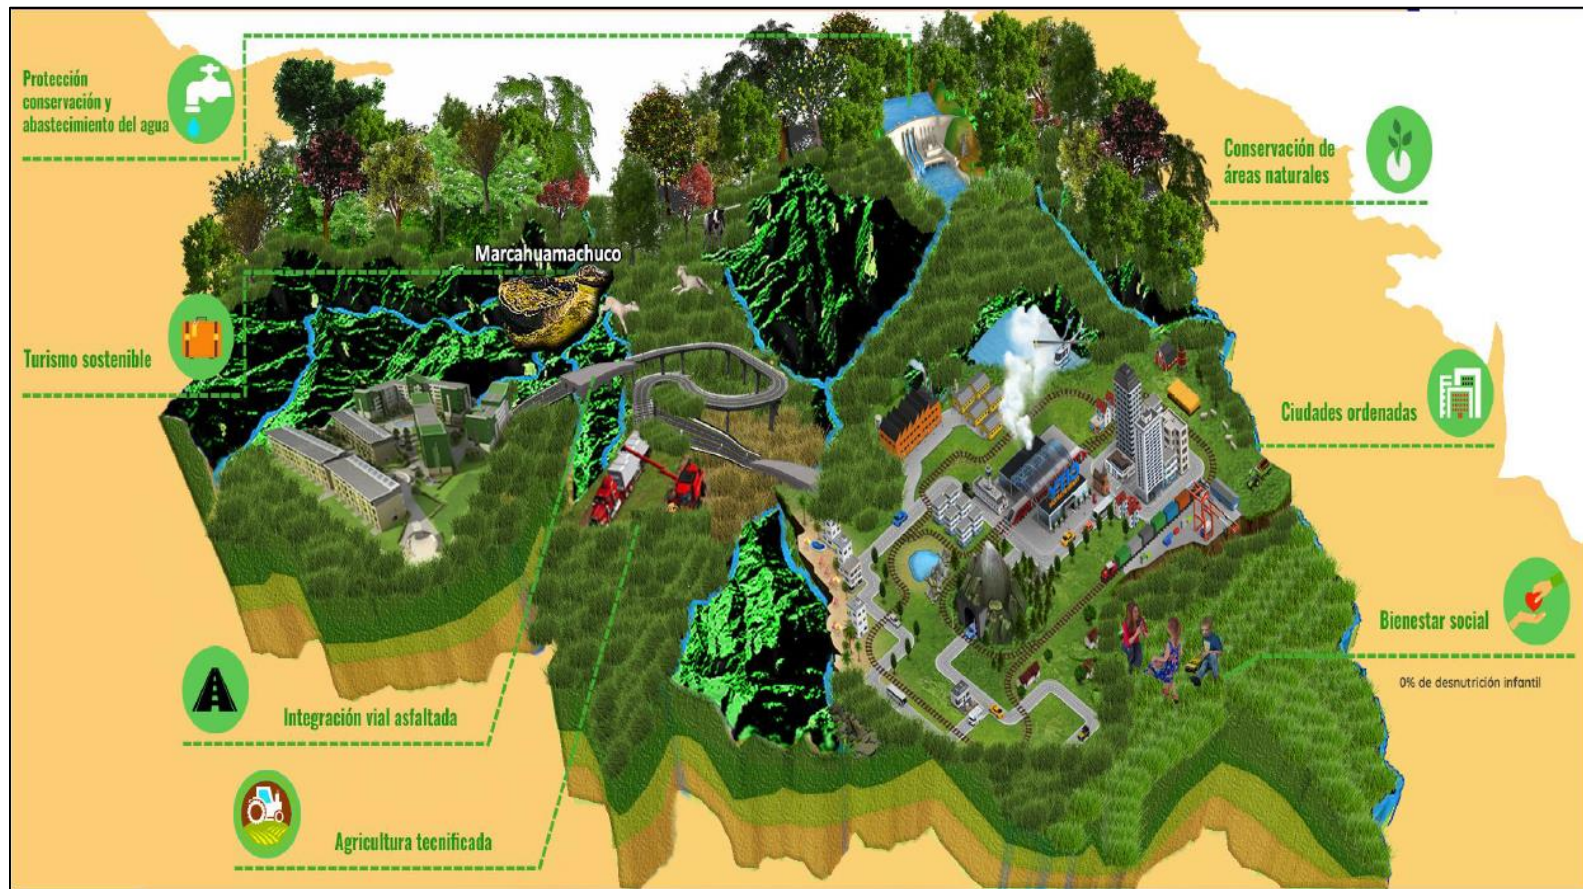 Protección
conservación y
abastecimiento del agua
Conservación de
áreas naturales
Marcahuamachuco
Turismo sostenible
Ciudades ordenadas
Bienestar social
0% de desnutrición infantil
Integración vial asfaltada
Agricultura tecnificada